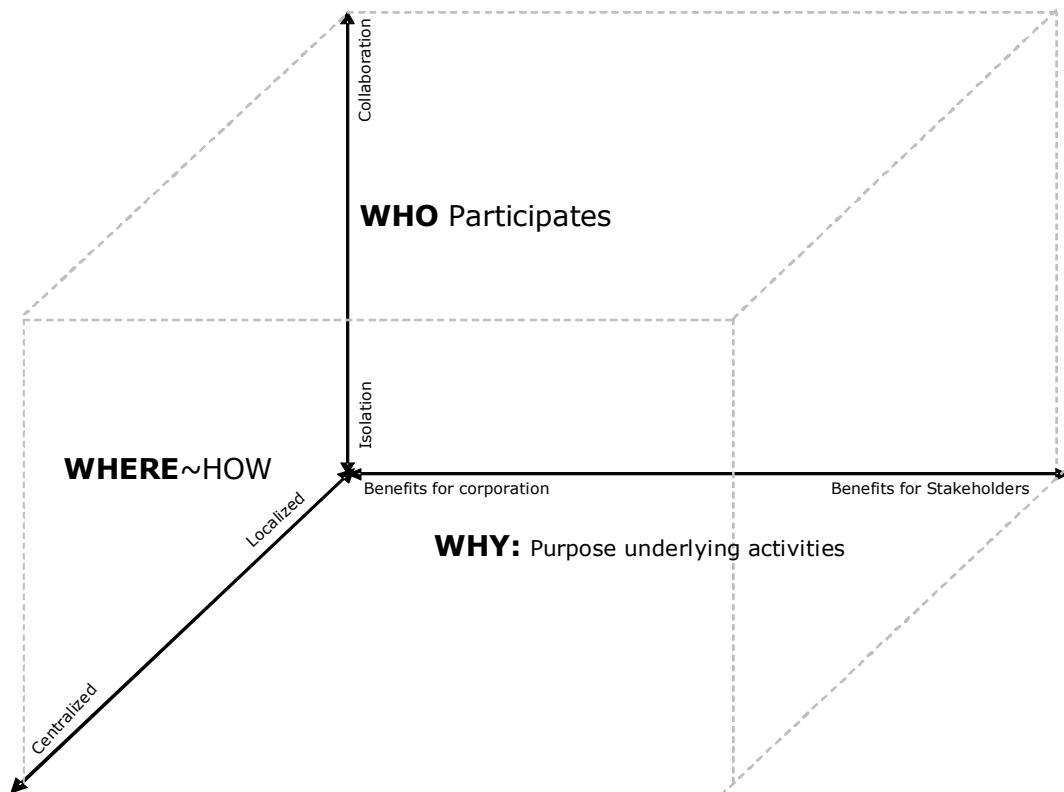 Collaboration
WHO Participates
Isolation
WHERE~HOW
Benefits for corporation
Benefits for Stakeholders
Localized
WHY: Purpose underlying activities
Centralized